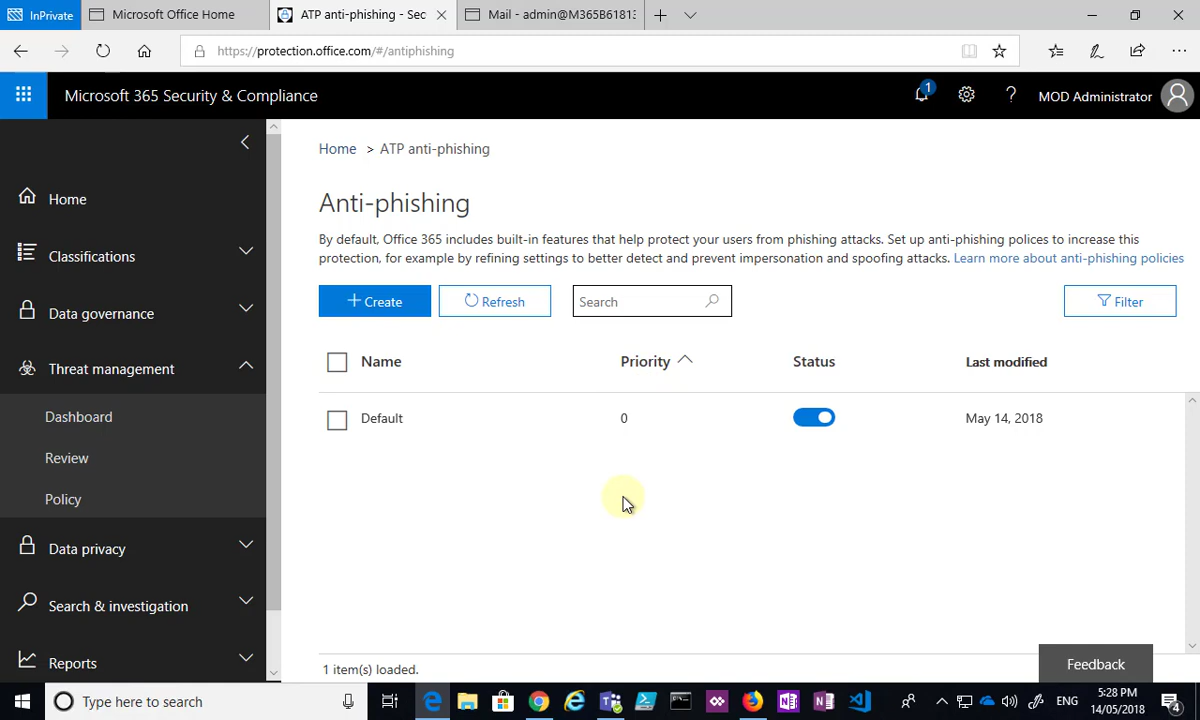 InPrivate
Microsoft Office Home
ATP anti-phishing - Sec
Mail - admin@M365B61813
https://protection.office.com/#/antiphishing
Microsoft 365 Security & Compliance
1
?
MOD Administrator
Home > ATP anti-phishing
Home
Classifications
Data governance
Threat management
Dashboard
Review
Policy
Data privacy
Search & investigation
Reports
Anti-phishing
By default, Office 365 includes built-in features that help protect your users from phishing attacks. Set up anti-phishing polices to increase this
protection, for example by refining settings to better detect and prevent impersonation and spoofing attacks. Learn more about anti-phishing policies
Create
Refresh
Search
Filter
Name Priority Status Last modified
Default 0 May 14, 2018
1 item(s) loaded.
Feedback
Type here to search
ENG
5:28 PM
14/05/2018
4